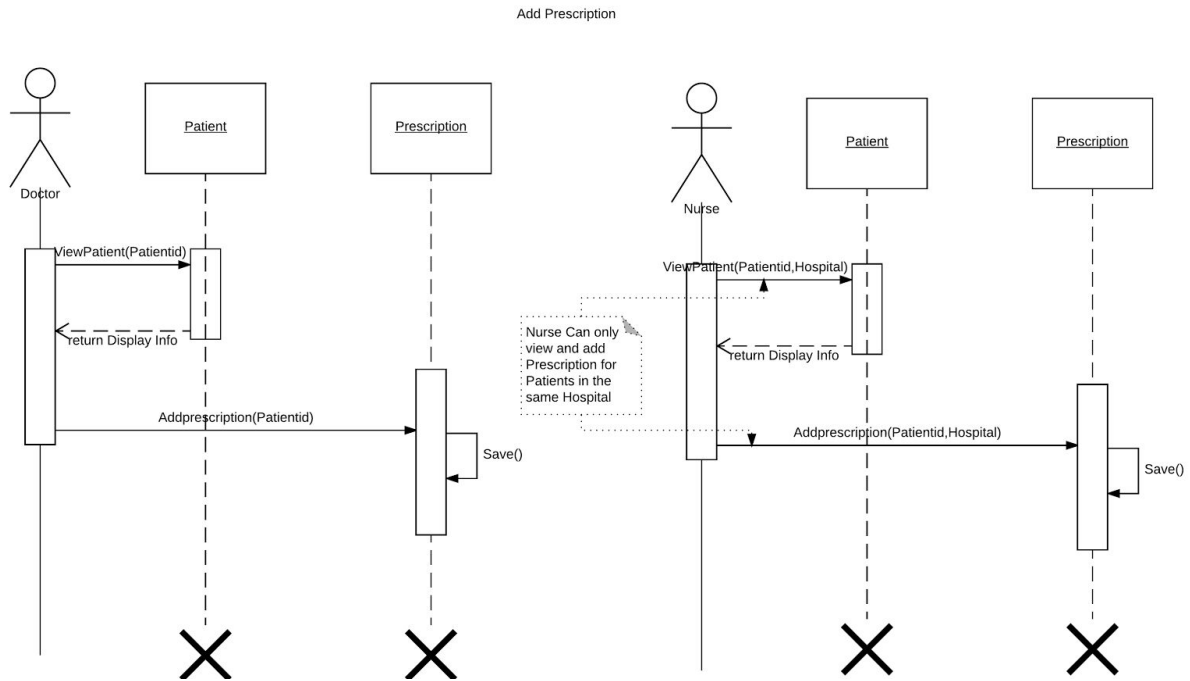 Add Prescription
Patient
Prescription
Doctor
ViewPatient(Patientid)
return Display Info
Addprescription(Patientid)
Save()
Patient
Prescription
Nurse
ViewPatient(Patientid,Hospital)
Nurse Can only
view and add
Prescription for
Patients in the
same Hospital
return Display Info
Addprescription(Patientid,Hospital)
Save()